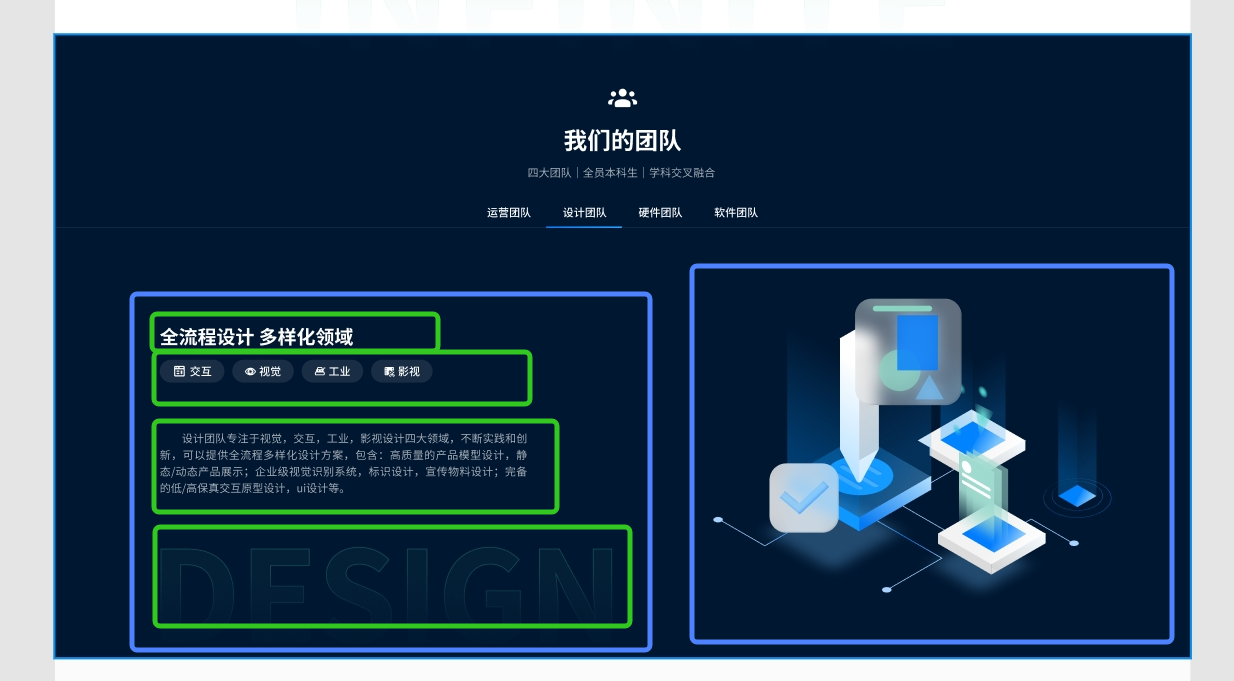 INFINITE
我们的团队
四大团队｜全员本科生｜学科交叉融合
运营团队 设计团队 硬件团队 软件团队
全流程设计 多样化领域
交互 视觉 工业 影视
设计团队专注于视觉，交互，工业，影视设计四大领域，不断实践和创
新，可以提供全流程多样化设计方案，包含：高质量的产品模型设计，静
态/动态产品展示；企业级视觉识别系统，标识设计，宣传物料设计；完备
的低/高保真交互原型设计，ui设计等。
DESIGN